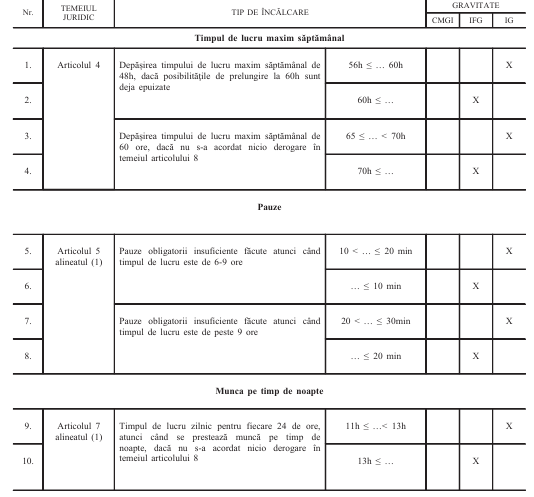 Nr. TEMEIUL JURIDIC TIP DE ÎNCĂLCARE GRAVITATE
CMGI IFG IG
Timpul de lucru maxim săptămânal
1. Articolul 4 Depășirea timpului de lucru maxim săptămânal de 56h ≤ … 60h X
48h, dacă posibilitățile de prelungire la 60h sunt
deja epuizate
2. 60h ≤ … X
3. Depășirea timpului de lucru maxim săptămânal de 65 ≤ … < 70h X
60 ore, dacă nu s-a acordat nicio derogare în
temeiul articolului 8
4. 70h ≤ … X
Pauze
5. Articolul 5 Pauze obligatorii insuficiente făcute atunci când 10 < … ≤ 20 min X
alineatul (1) timpul de lucru este de 6-9 ore
6. … ≤ 10 min X
7. Pauze obligatorii insuficiente făcute atunci când 20 < … ≤ 30min X
timpul de lucru este de peste 9 ore
8. … ≤ 20 min X
Munca pe timp de noapte
9. Articolul 7 Timpul de lucru zilnic pentru fiecare 24 de ore, 11h ≤ …< 13h X
alineatul (1) atunci când se prestează muncă pe timp de
noapte, dacă nu s-a acordat nicio derogare în
10. temeiul articolului 8 13h ≤ … X